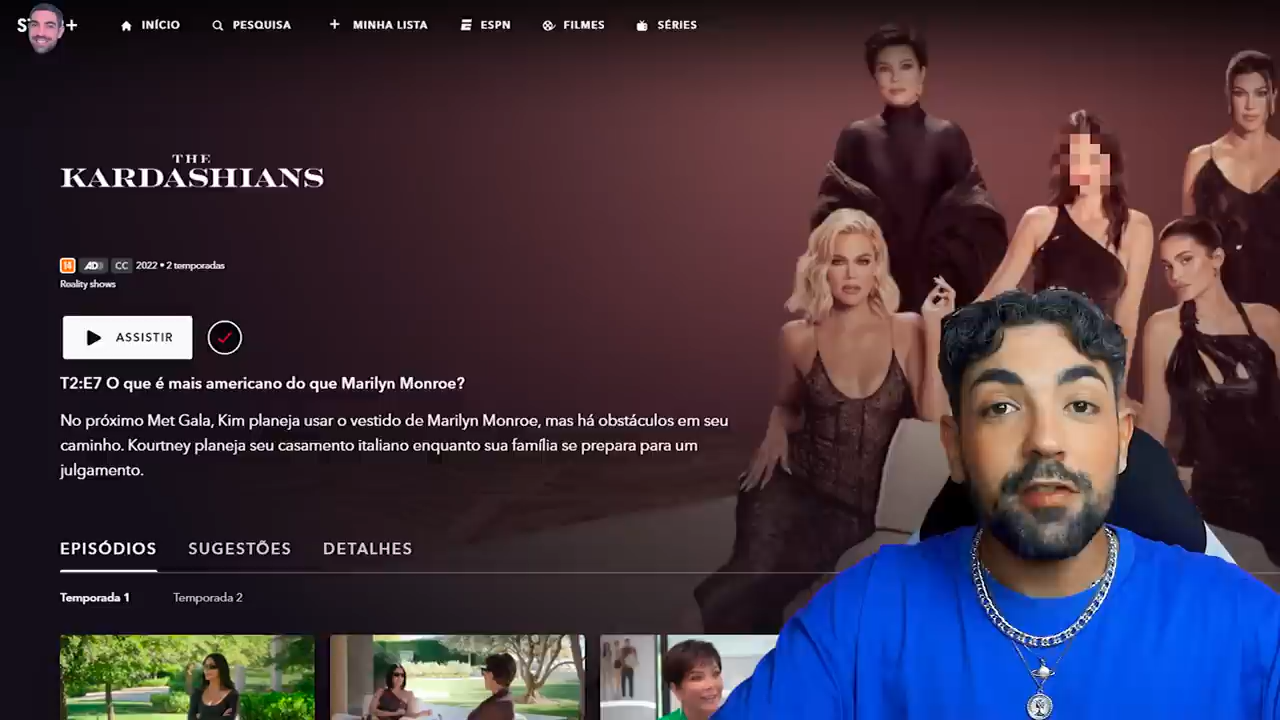 INÍCIO
PESQUISA
MINHA LISTA
ESPN
FILMES
SÉRIES
THE
KARDASHIANS
14 AD CC 2022 • 2 temporadas
Reality shows
ASSISTIR
T2:E7 O que é mais americano do que Marilyn Monroe?
No próximo Met Gala, Kim planeja usar o vestido de Marilyn Monroe, mas há obstáculos em seu
caminho. Kourtney planeja seu casamento italiano enquanto sua família se prepara para um
julgamento.
EPISÓDIOS
SUGESTÕES
DETALHES
Temporada 1
Temporada 2